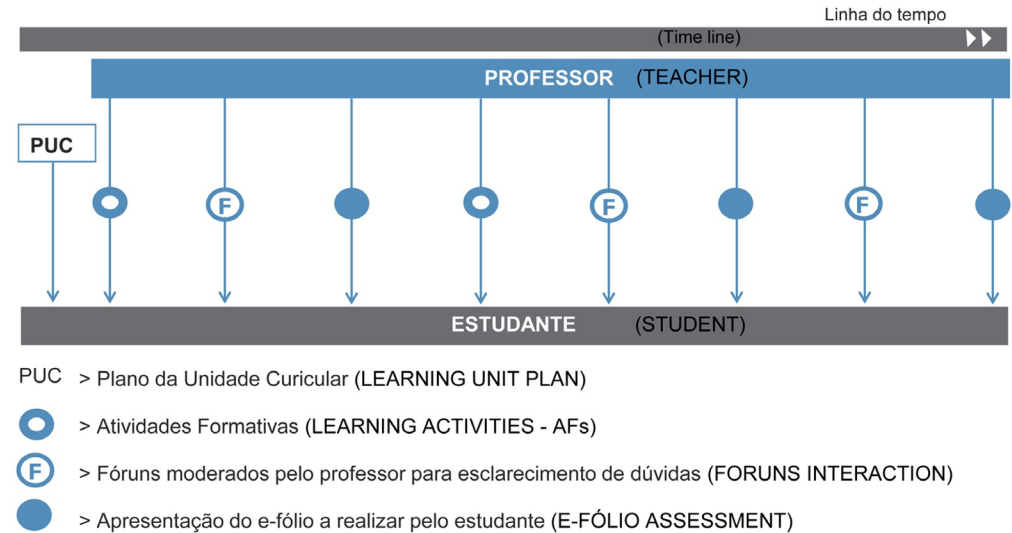 Linha do tempo
(Time line)
PROFESSOR (TEACHER)
PUC
F F F
ESTUDANTE (STUDENT)
PUC > Plano da Unidade Curicular (LEARNING UNIT PLAN)
> Atividades Formativas (LEARNING ACTIVITIES - AFs)
F > Fóruns moderados pelo professor para esclarecimento de dúvidas (FORUNS INTERACTION)
> Apresentação do e-fólio a realizar pelo estudante (E-FÓLIO ASSESSMENT)